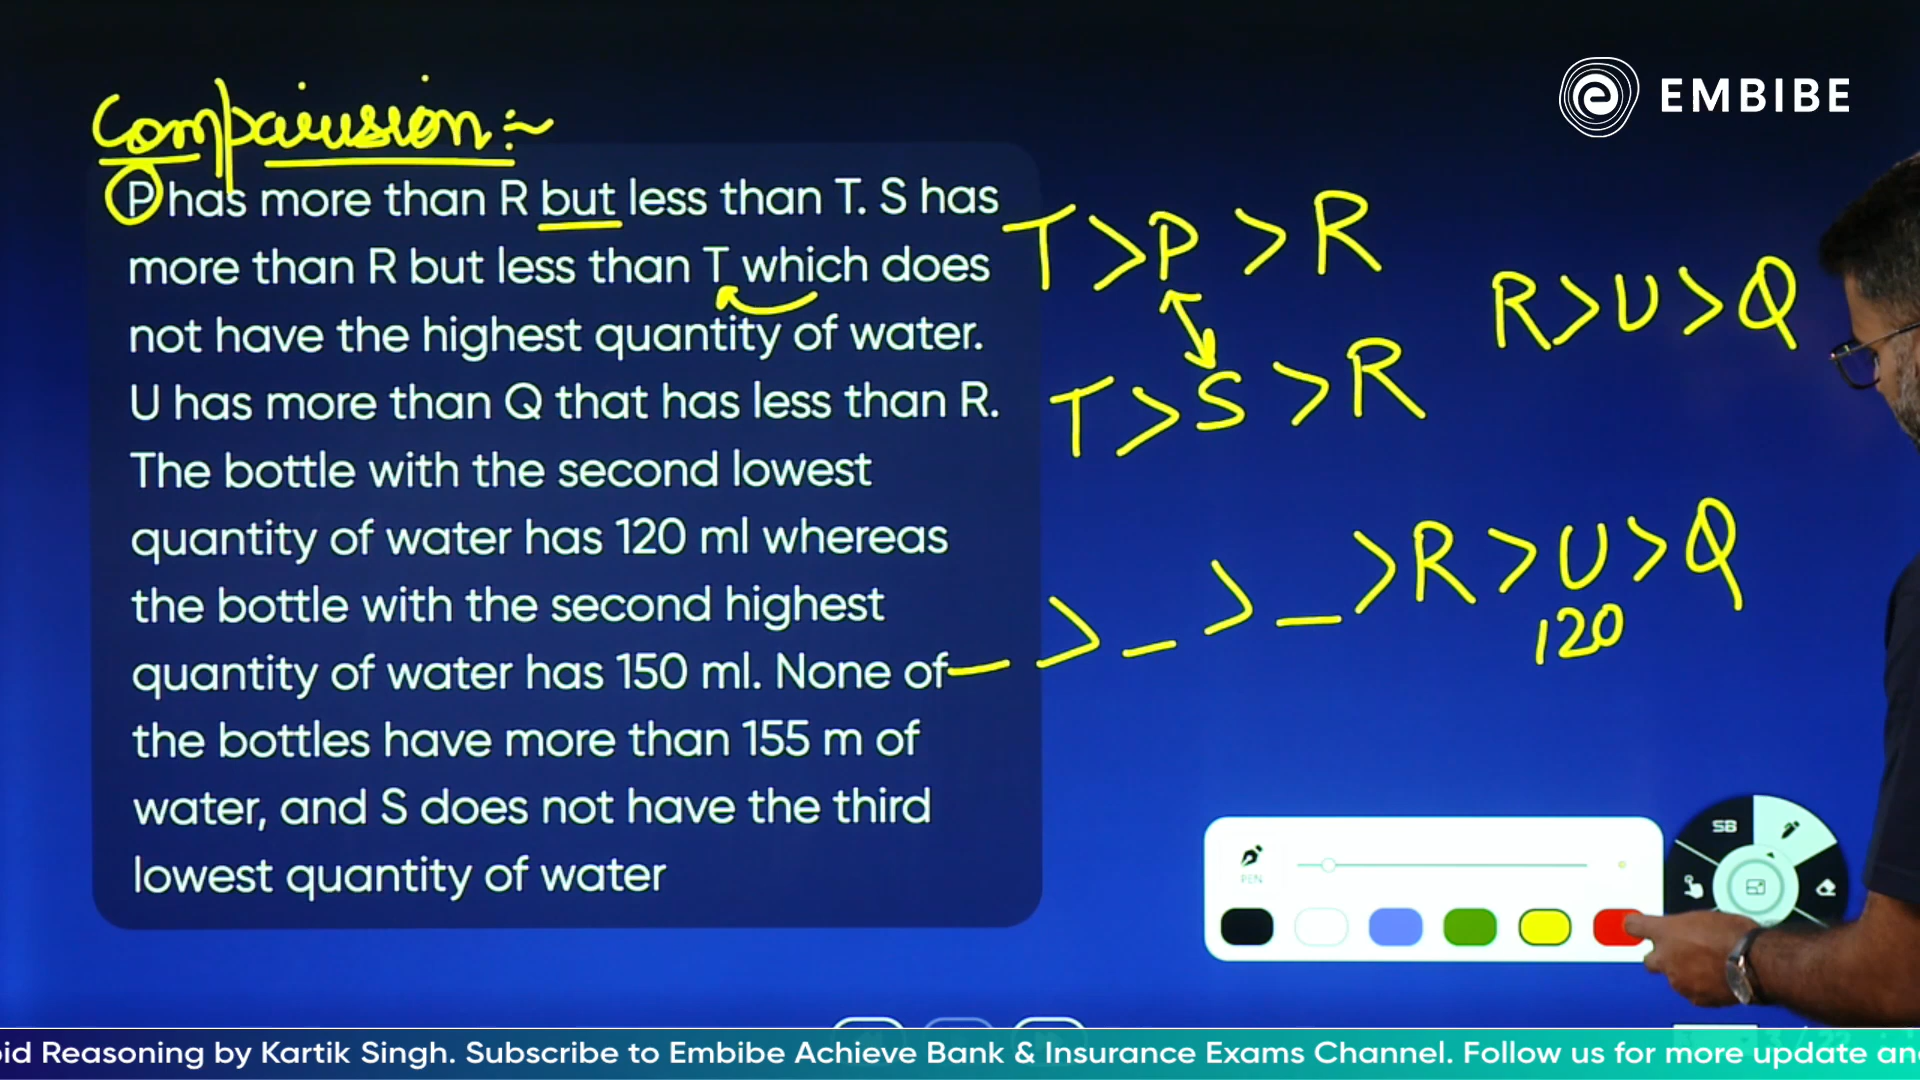 EMBIBE
Comparision :~
P has more than R but less than T. S has
more than R but less than T which does
not have the highest quantity of water.
U has more than Q that has less than R.
The bottle with the second lowest
quantity of water has 120 ml whereas
the bottle with the second highest
quantity of water has 150 ml. None of
the bottles have more than 155 m of
water, and S does not have the third
lowest quantity of water
T > P > R
R > U > Q
T > S > R
_ > _ > _ > R > U > Q
120
SB
PEN
id Reasoning by Kartik Singh. Subscribe to Embibe Achieve Bank & Insurance Exams Channel. Follow us for more update an